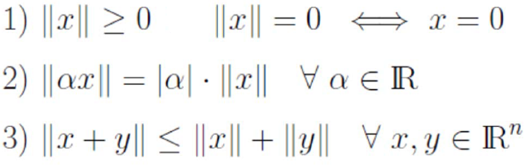 1) ‖x‖ ≥ 0 ‖x‖ = 0 ⟺ x = 0
2) ‖αx‖ = |α| · ‖x‖ ∀ α ∈ ℝ
3) ‖x + y‖ ≤ ‖x‖ + ‖y‖ ∀ x, y ∈ ℝⁿ